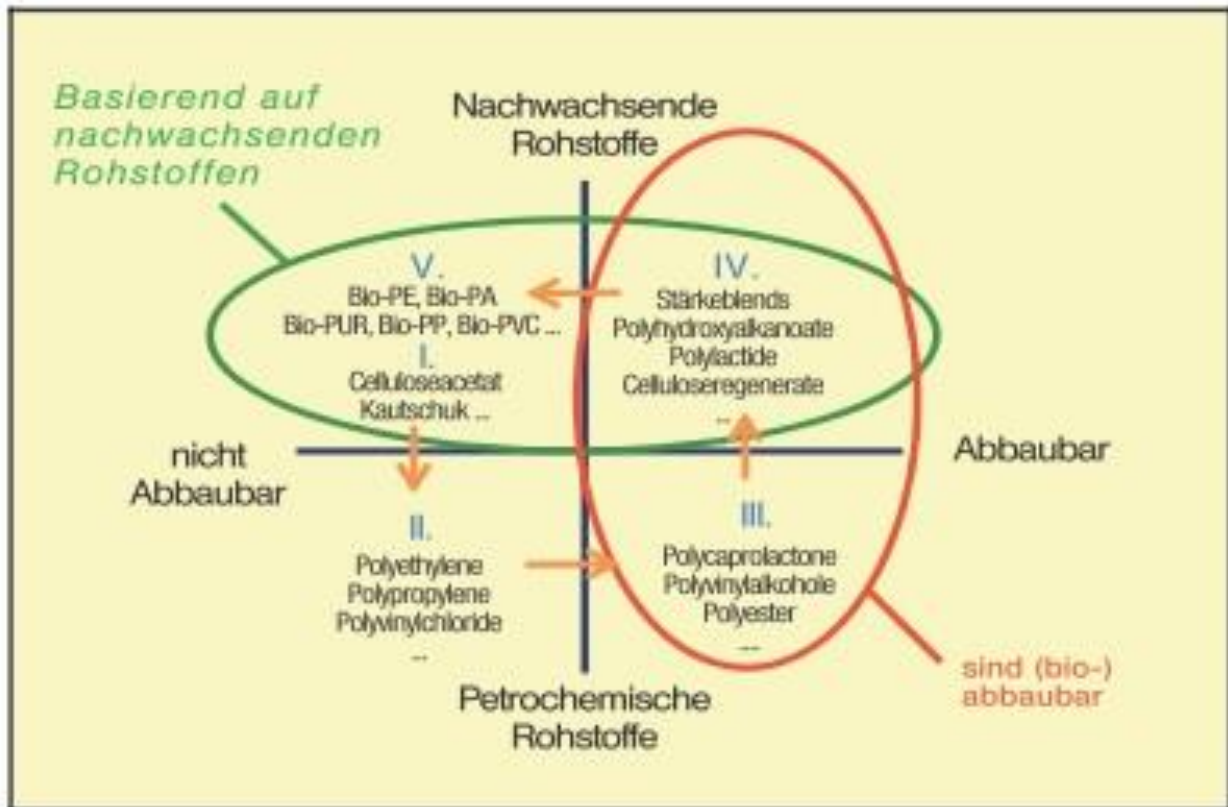 Basierend auf
nachwachsenden
Rohstoffen
Nachwachsende
Rohstoffe
V.
Bio-PE, Bio-PA
Bio-PUR, Bio-PP, Bio-PVC ...
I.
Celluloseacetat
Kautschuk ...
IV.
Stärkeblends
Polyhydroxyalkanoate
Polylactide
Celluloseregenerate
...
nicht
Abbaubar
Abbaubar
II.
Polyethylene
Polypropylene
Polyvinylchloride
...
III.
Polycaprolactone
Polyvinylalkohole
Polyester
...
Petrochemische
Rohstoffe
sind (bio-)
abbaubar